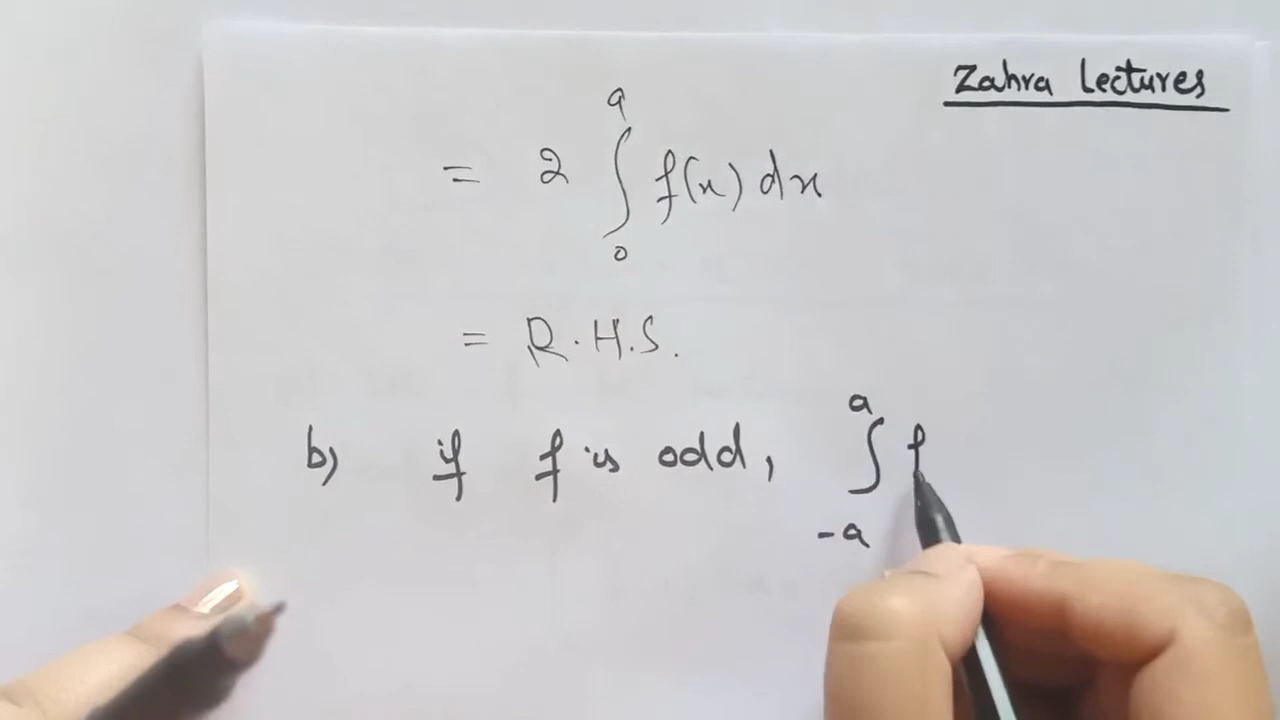 Zahra Lectures
= 2 ∫₀ᵃ f(x) dx
= R.H.S.
b) if f is odd, ∫₋ₐᵃ f